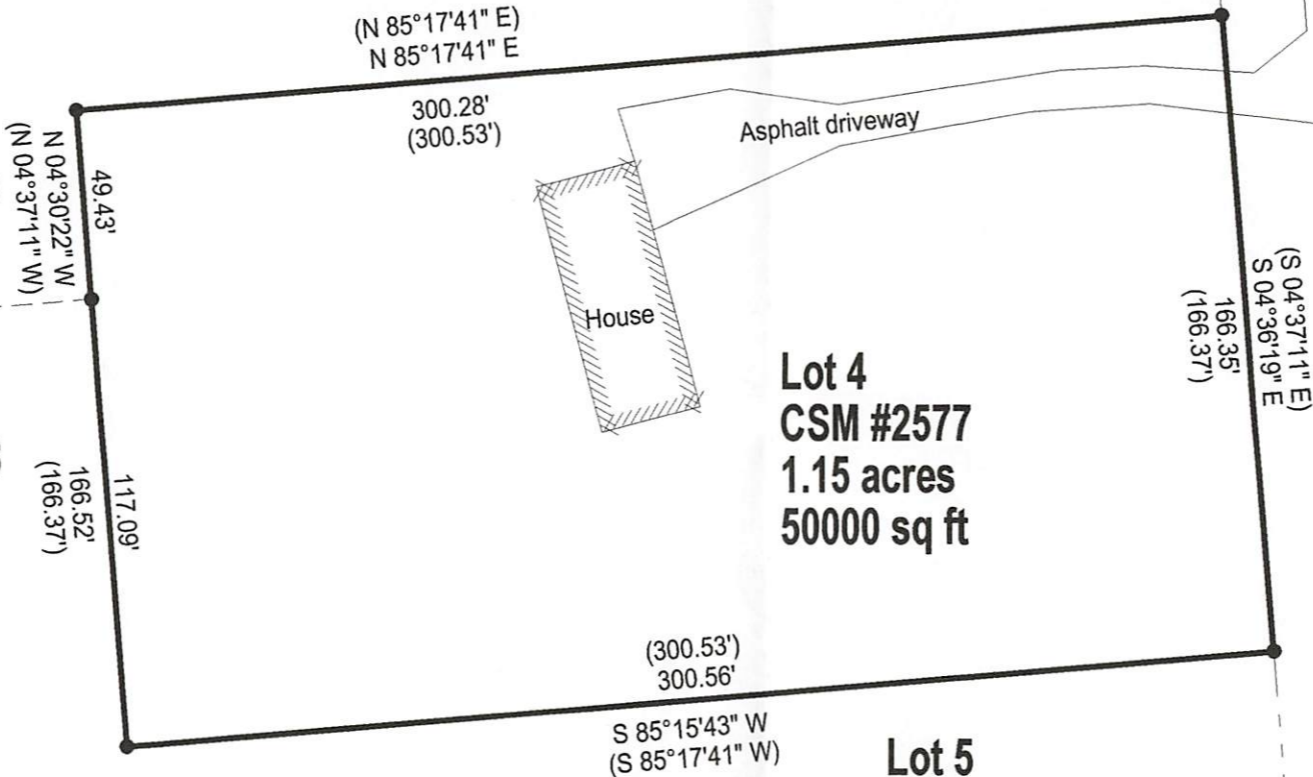 (N 85°17'41" E)
N 85°17'41" E
300.28'
(300.53')
Asphalt driveway
49.43'
N 04°30'22" W
(N 04°37'11" W)
House
(S 04°37'11" E)
S 04°36'19" E
166.35'
(166.37')
Lot 4
CSM #2577
1.15 acres
50000 sq ft
117.09'
166.52'
(166.37')
(300.53')
300.56'
S 85°15'43" W
(S 85°17'41" W)
Lot 5